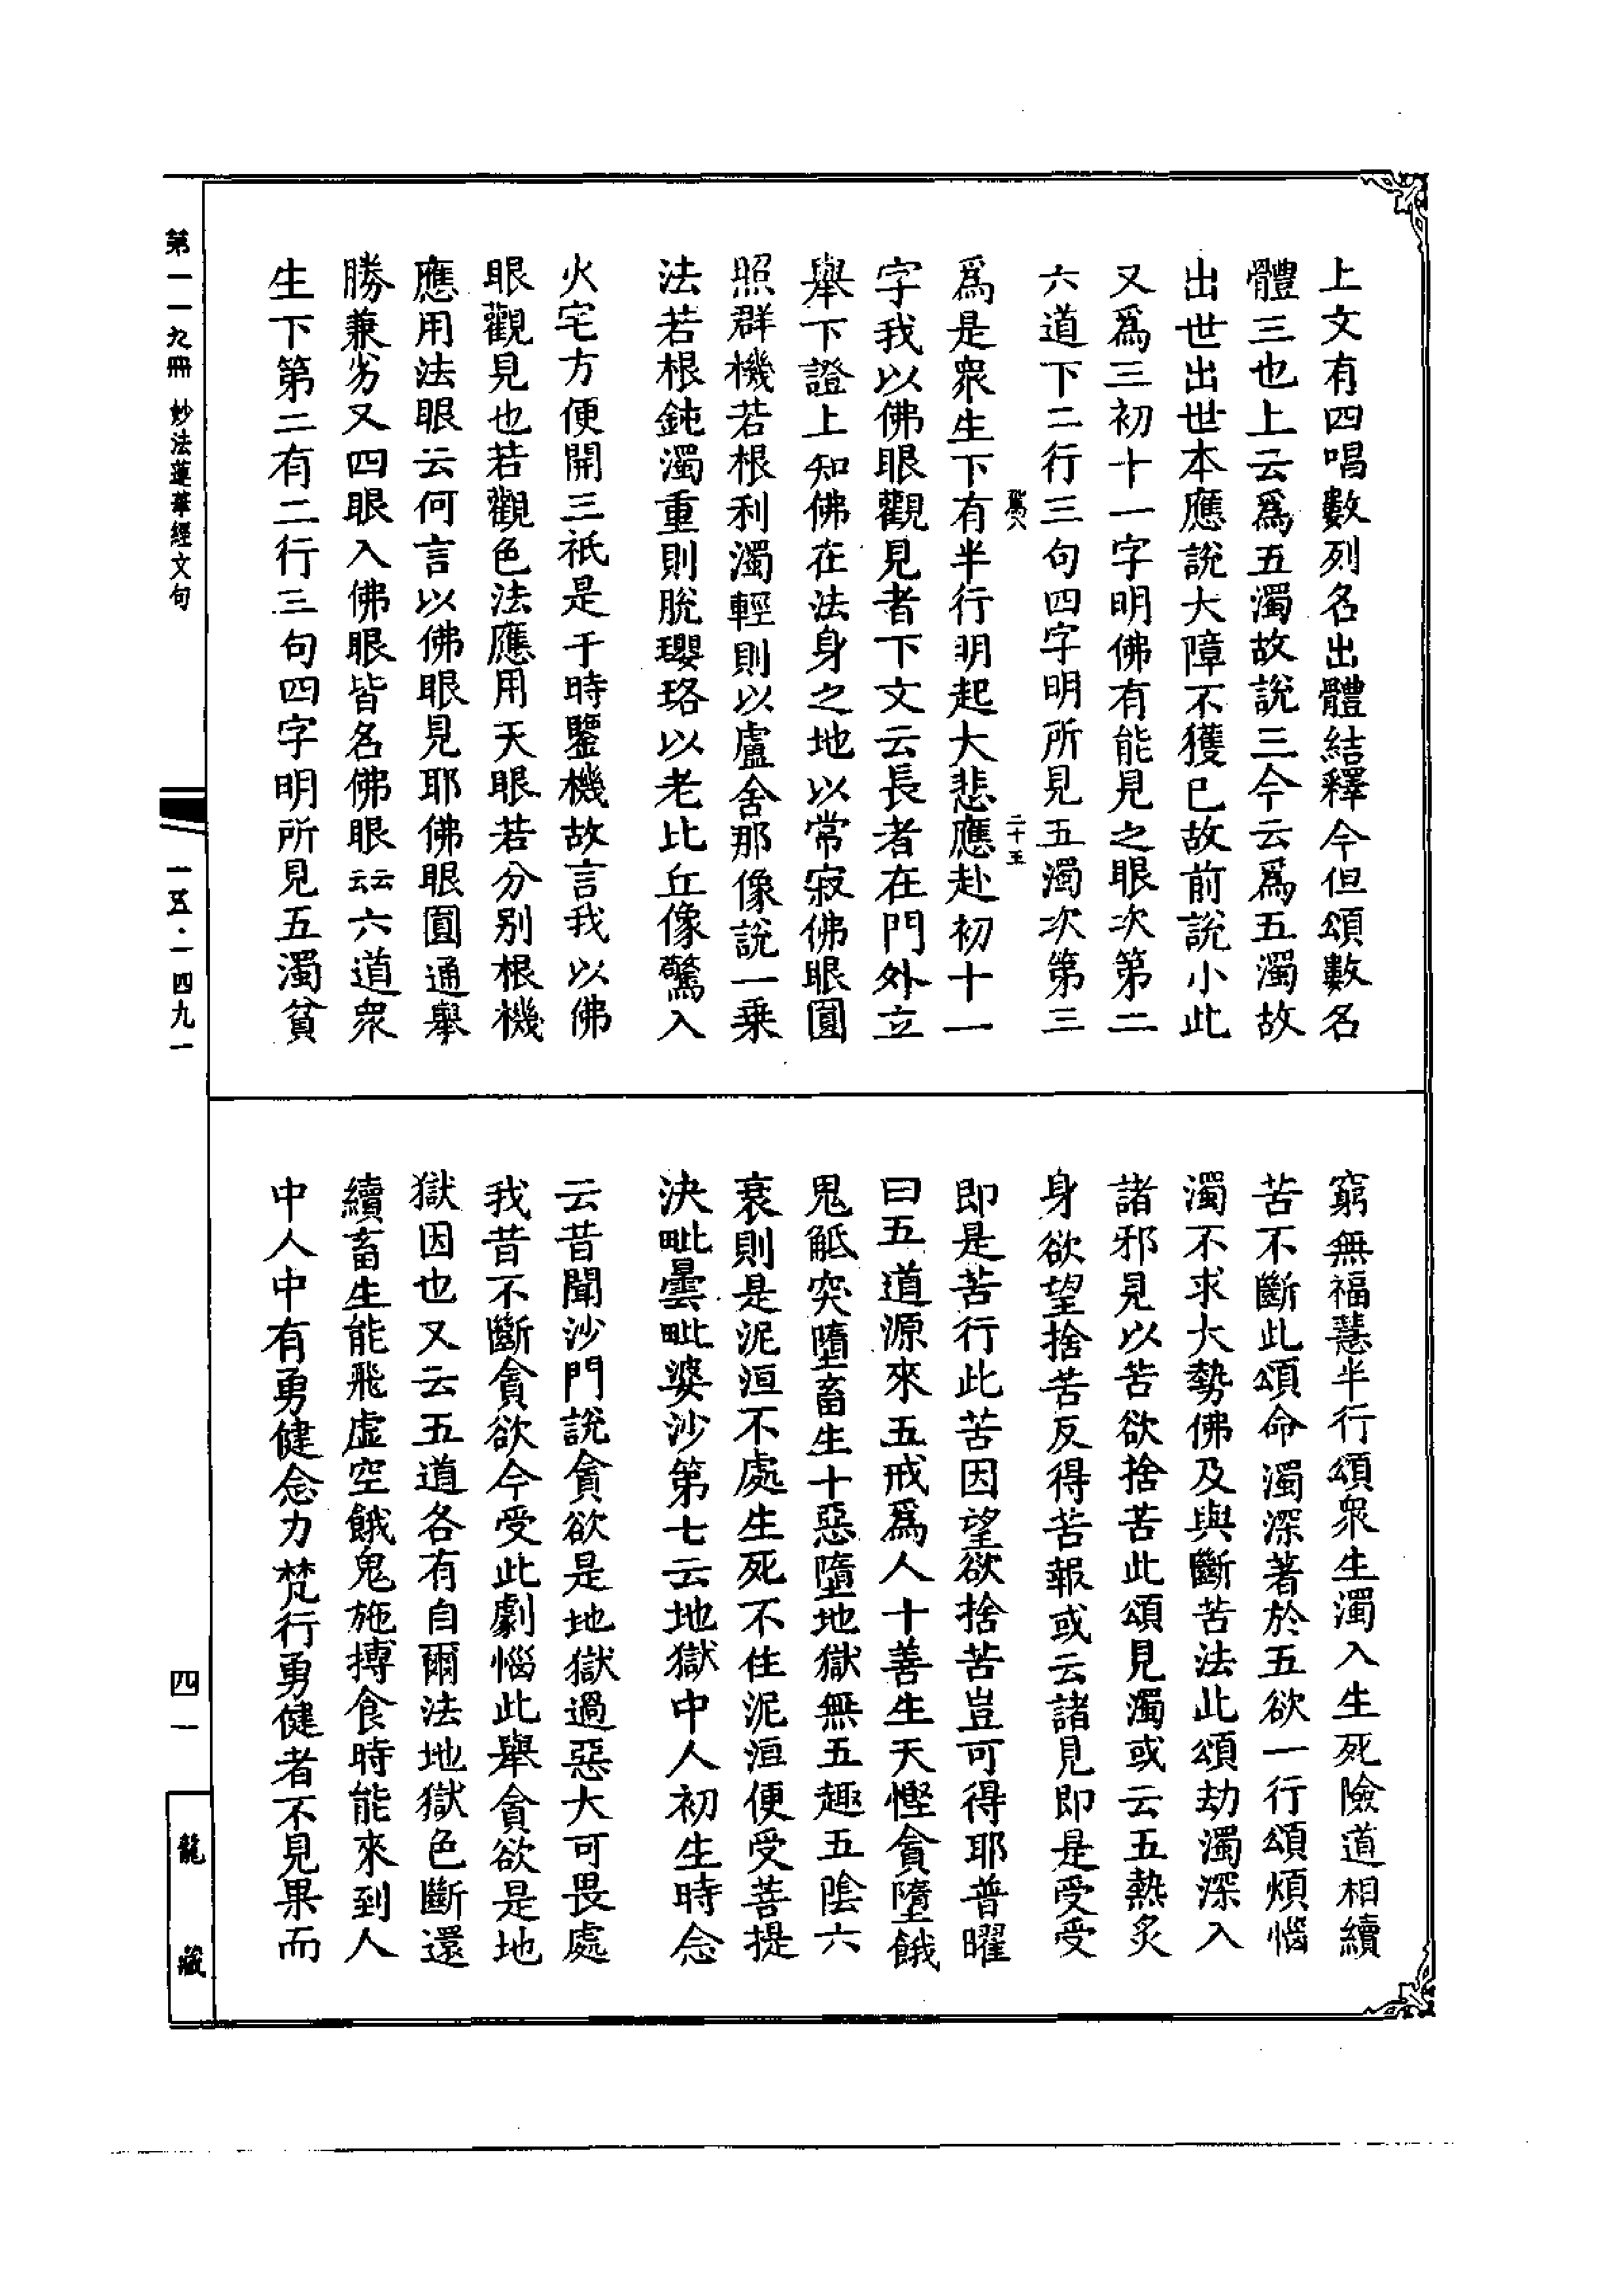 上文有四唱數列名出體結釋今但頌數名
體三也上云爲五濁故說三今云爲五濁故
出世出世本應說大障不獲已故前說小此
又爲三初十一字明佛有能見之眼次第二
六道下二行三句四字明所見五濁次第三
二十五
爲是衆生下有半行明起大悲應赴初十一
字我以佛眼觀見者下文云長者在門外立
舉下證上知佛在法身之地以常寂佛眼圓
照群機若根利濁輕則以盧舍那像說一乗
法若根鈍濁重則脫瓔珞以老比丘像驚入
火宅方便開三祇是于時鑒機故言我以佛
眼觀見也若觀色法應用天眼若分別根機
應用法眼云何言以佛眼見耶佛眼圓通舉
勝兼劣又四眼入佛眼皆名佛眼云云六道衆
生下第二有二行三句四字明所見五濁貧
窮無福慧半行頌衆生濁入生死險道相續
苦不斷此頌命濁深著於五欲一行頌煩惱
濁不求大勢佛及與斷苦法此頌劫濁深入
諸邪見以苦欲捨苦此頌見濁或云五熱炙
身欲望捨苦反得苦報或云諸見即是受受
即是苦行此苦因望欲捨苦豈可得耶普曜
曰五道源來五戒爲人十善生天慳貪墮餓
鬼觝突墮畜生十惡墮地獄無五趣五陰六
衰則是泥洹不處生死不住泥洹便受菩提
決毗曇毗婆沙第七云地獄中人初生時念
云昔聞沙門說貪欲是地獄過惡大可畏處
我昔不斷貪欲今受此劇惱此舉貪欲是地
獄因也又云五道各有自爾法地獄色斷還
續畜生能飛虛空餓鬼施摶食時能來到人
中人中有勇健念力梵行勇健者不見果而
第一一九冊 妙法蓮華經文句
一五·一四九一
四一
龍藏